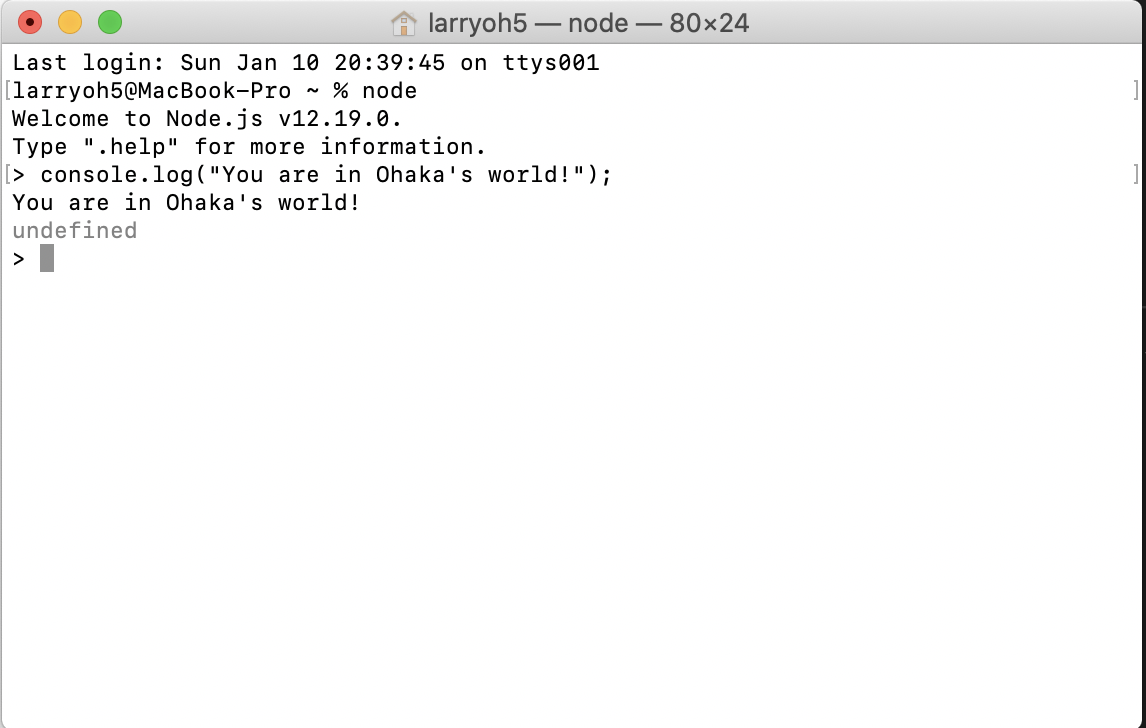 larryoh5 — node — 80×24
Last login: Sun Jan 10 20:39:45 on ttys001
[larryoh5@MacBook-Pro ~ % node ]
Welcome to Node.js v12.19.0.
Type ".help" for more information.
[> console.log("You are in Ohaka's world!"); ]
You are in Ohaka's world!
undefined
>